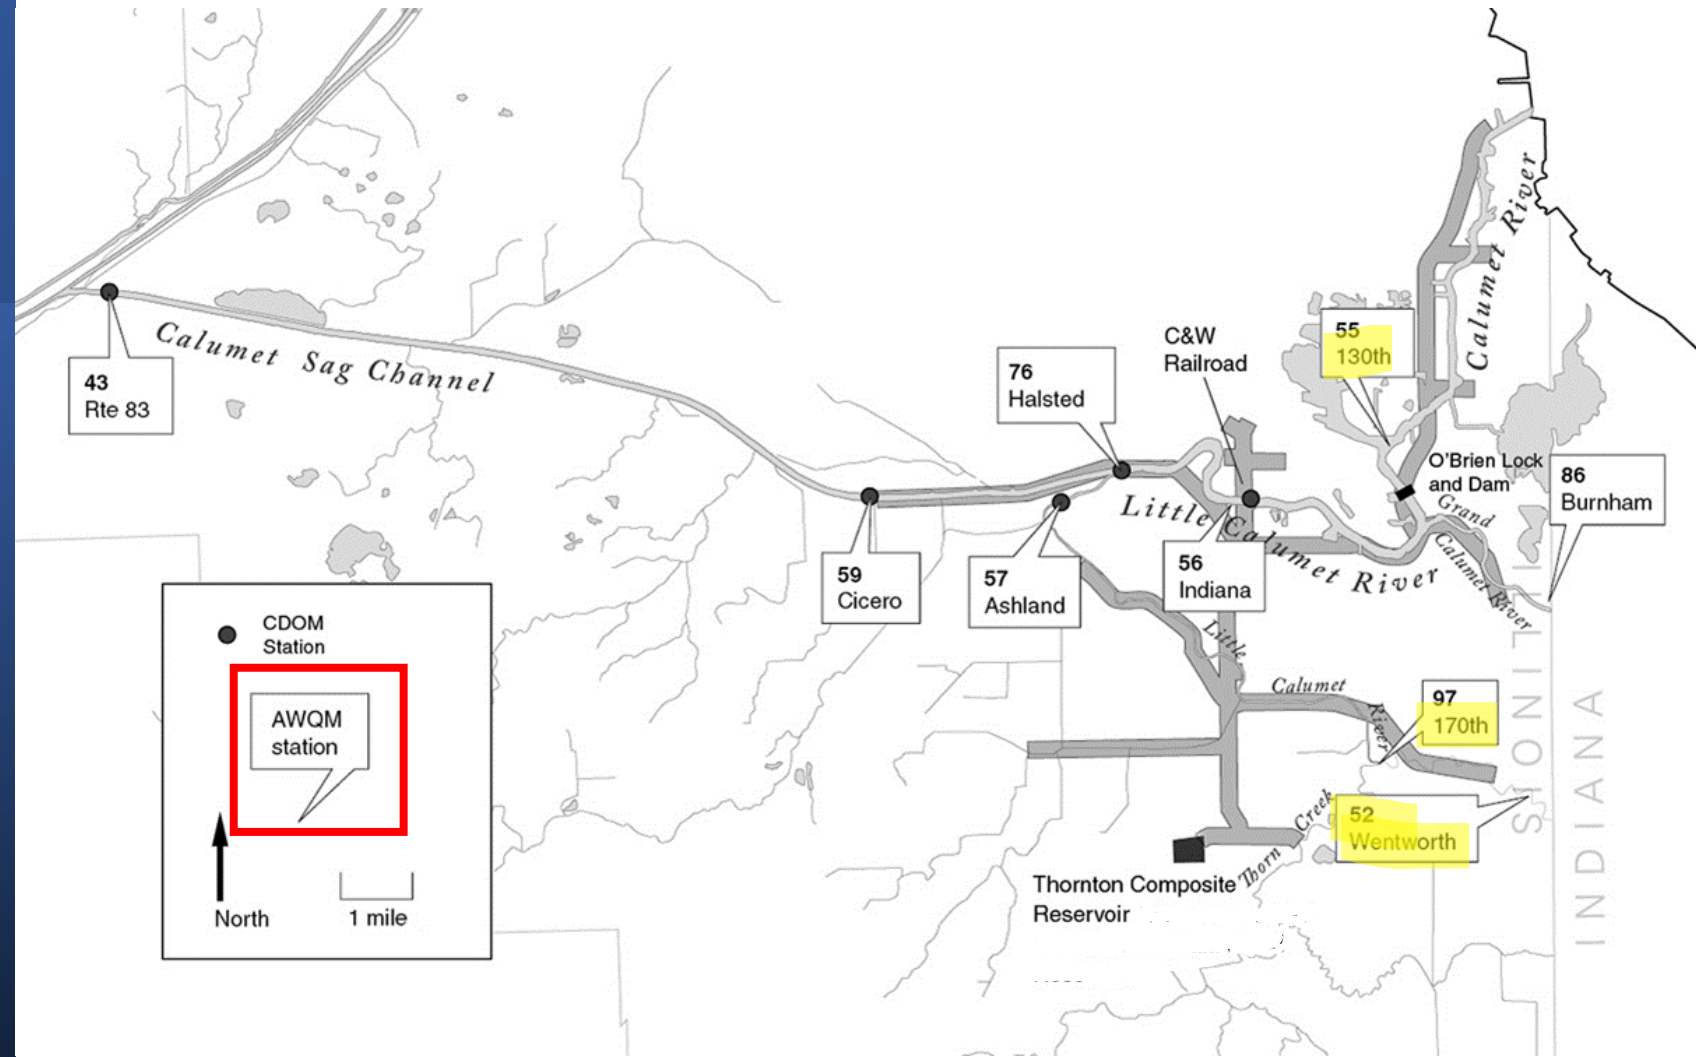 Calumet River
C&W
Railroad
55
130th
76
Halsted
Calumet Sag Channel
43
Rte 83
O'Brien Lock
and Dam
86
Burnham
Grand
Calumet River
Little Calumet River
59
Cicero
57
Ashland
56
Indiana
CDOM
Station
AWQM
station
North
1 mile
Little
Calumet
River
97
170th
52
Wentworth
Thorn Creek
Thornton Composite
Reservoir
ILLINOIS
INDIANA